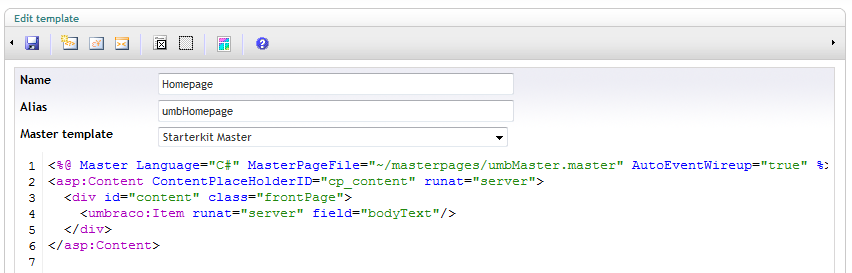 Edit template
Name Homepage
Alias umbHomepage
Master template Starterkit Master
1 <%@ Master Language="C#" MasterPageFile="~/masterpages/umbMaster.master" AutoEventWireup="true" %>
2 <asp:Content ContentPlaceHolderID="cp_content" runat="server">
3 <div id="content" class="frontPage">
4 <umbraco:Item runat="server" field="bodyText"/>
5 </div>
6 </asp:Content>
7